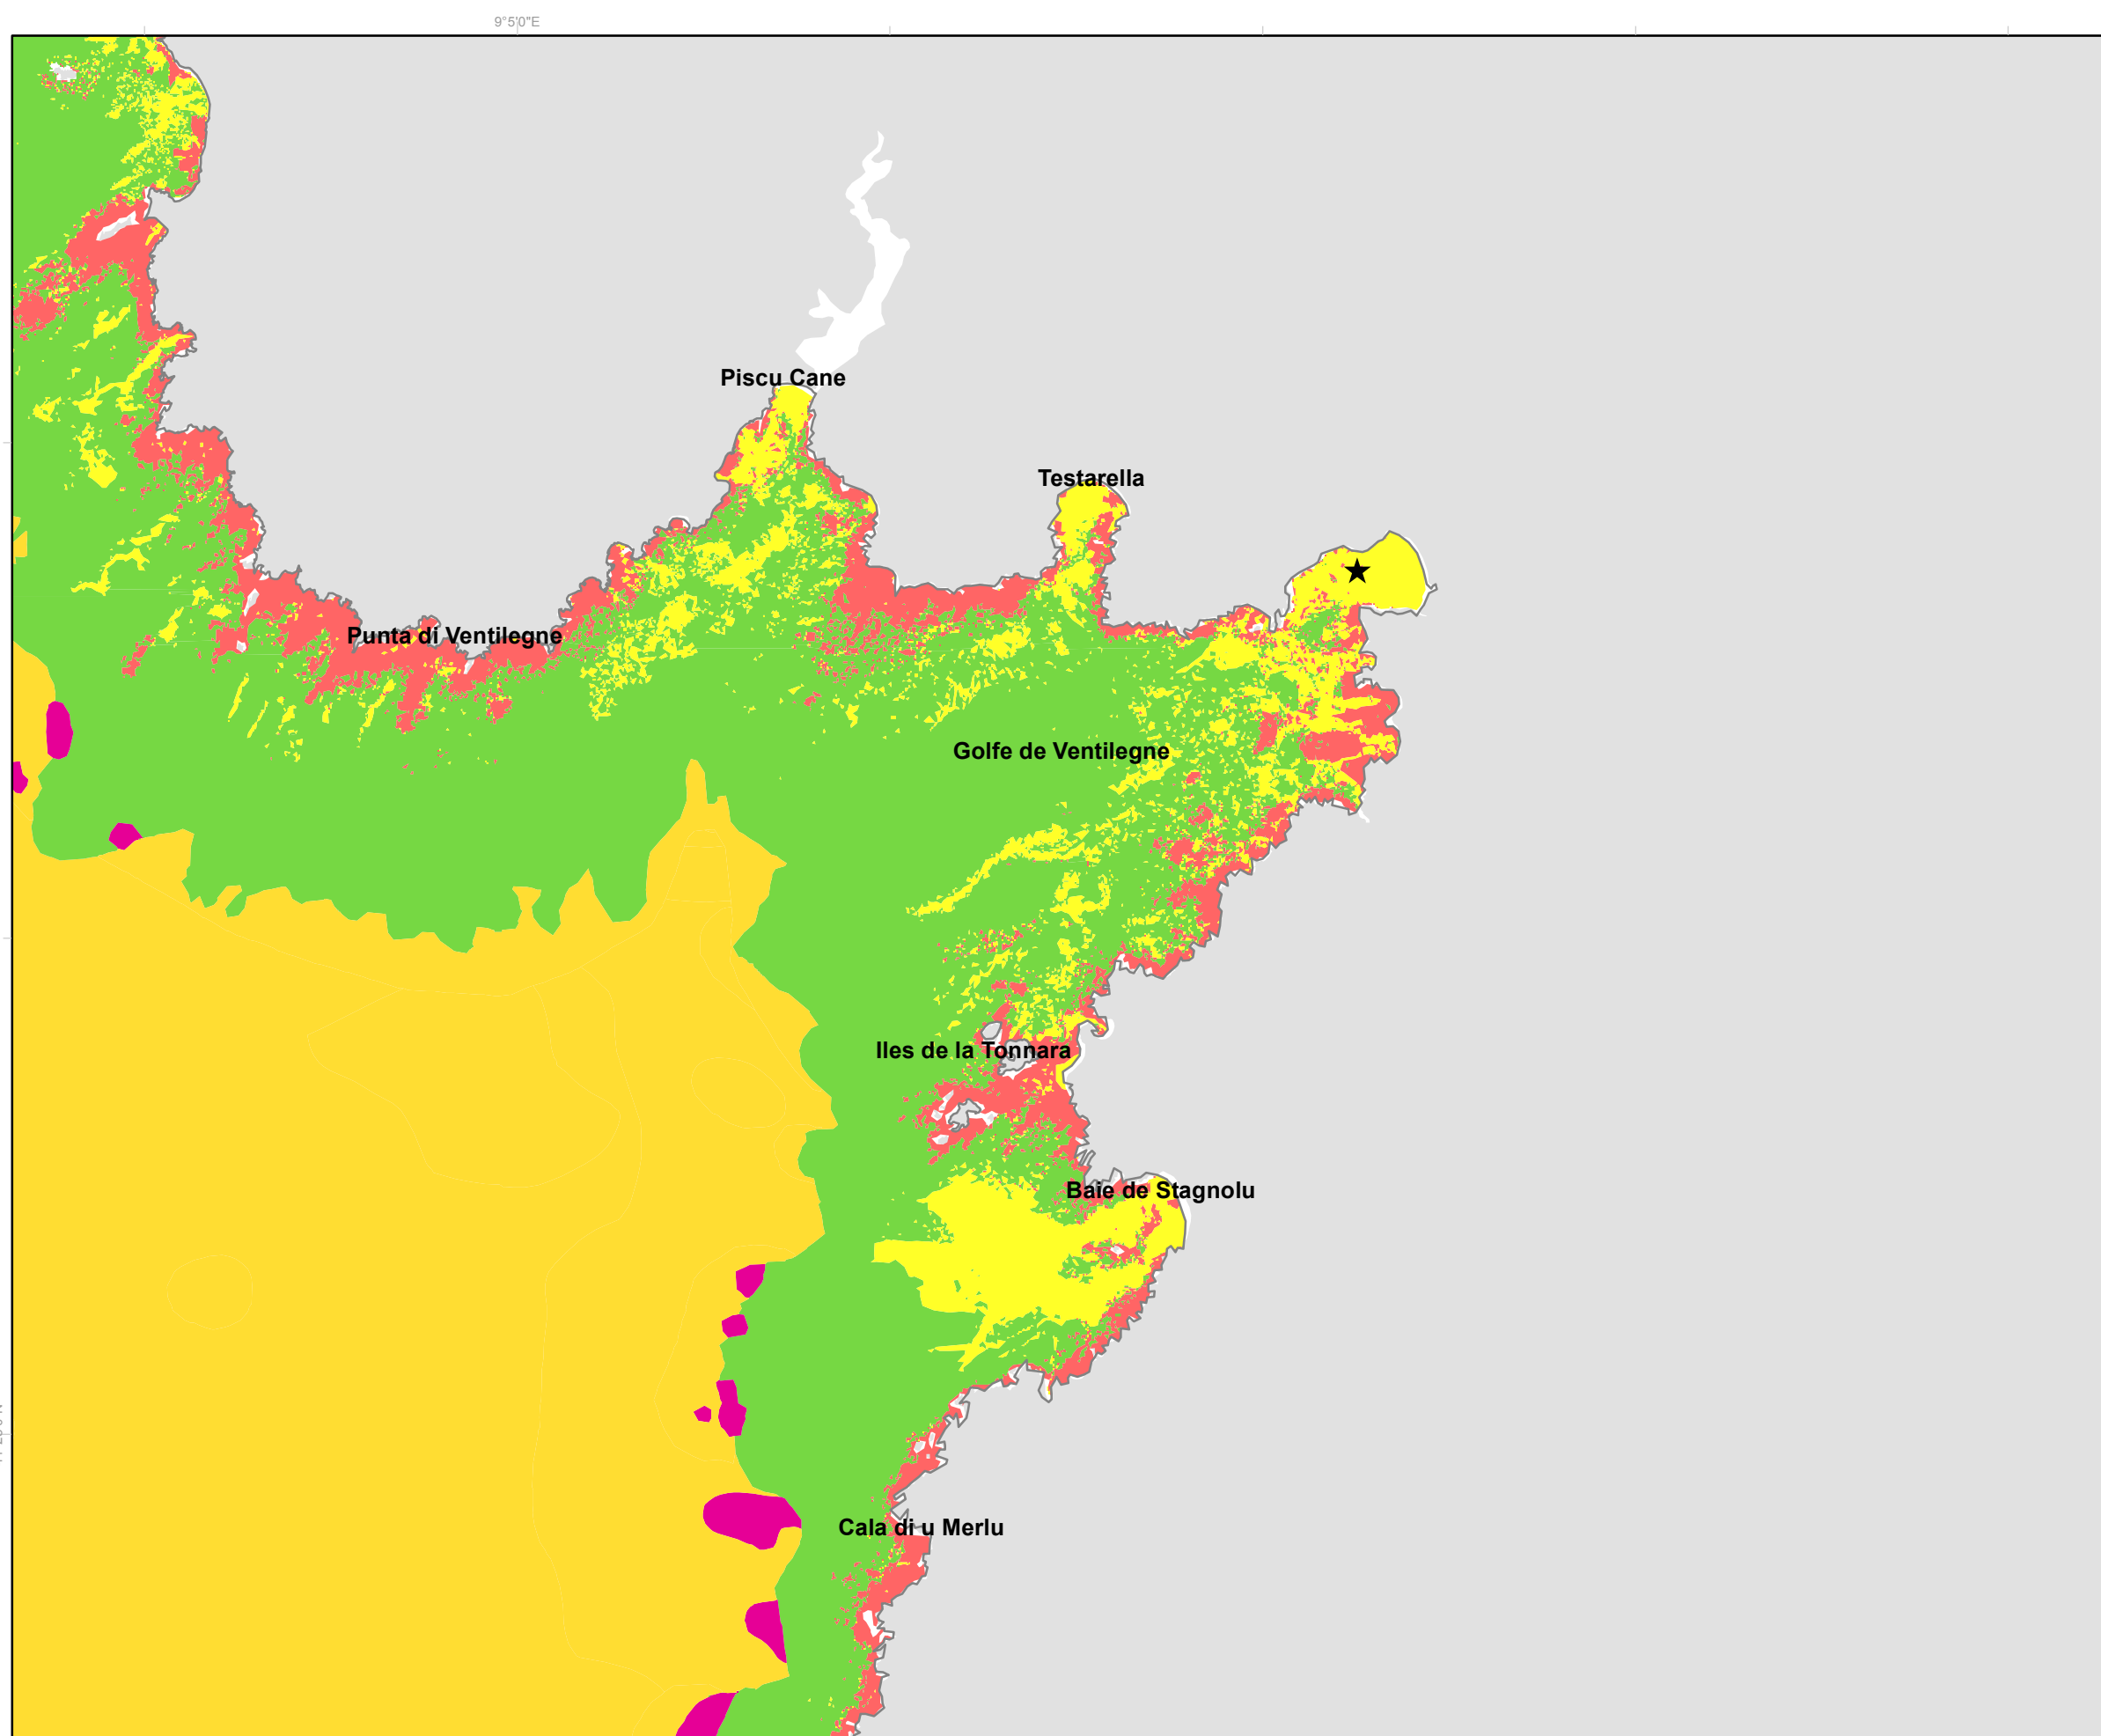 9°5'0"E
Piscu Cane
Testarella
Punta di Ventilegne
Golfe de Ventilegne
Iles de la Tonnara
Baie de Stagnolu
Cala di u Merlu